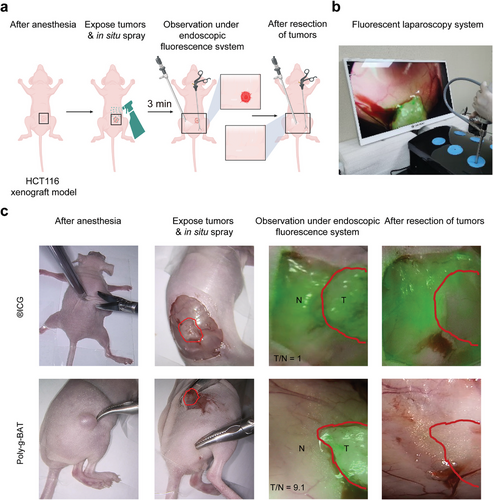 a
After anesthesia
Expose tumors
& in situ spray
Observation under
endoscopic
fluorescence system
After resection
of tumors
3 min
HCT116
xenograft model
b
Fluorescent laparoscopy system
c
After anesthesia
Expose tumors
& in situ spray
Observation under endoscopic
fluorescence system
After resection of tumors
®ICG
N
T
T/N = 1
Poly-g-BAT
N
T
T/N = 9.1